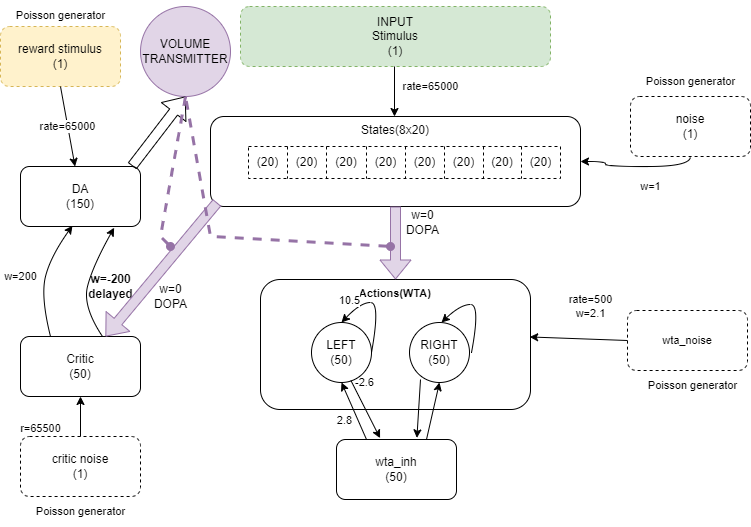 Poisson generator
reward stimulus
(1)
VOLUME
TRANSMITTER
INPUT
Stimulus
(1)
rate=65000
rate=65000
Poisson generator
noise
(1)
States(8x20)
(20) (20) (20) (20) (20) (20) (20) (20)
w=1
DA
(150)
w=0
DOPA
w=200
w=-200
delayed
w=0
DOPA
Actions(WTA)
10.5
rate=500
w=2.1
LEFT
(50)
RIGHT
(50)
wta_noise
Poisson generator
Critic
(50)
-2.6
2.8
r=65500
critic noise
(1)
wta_inh
(50)
Poisson generator